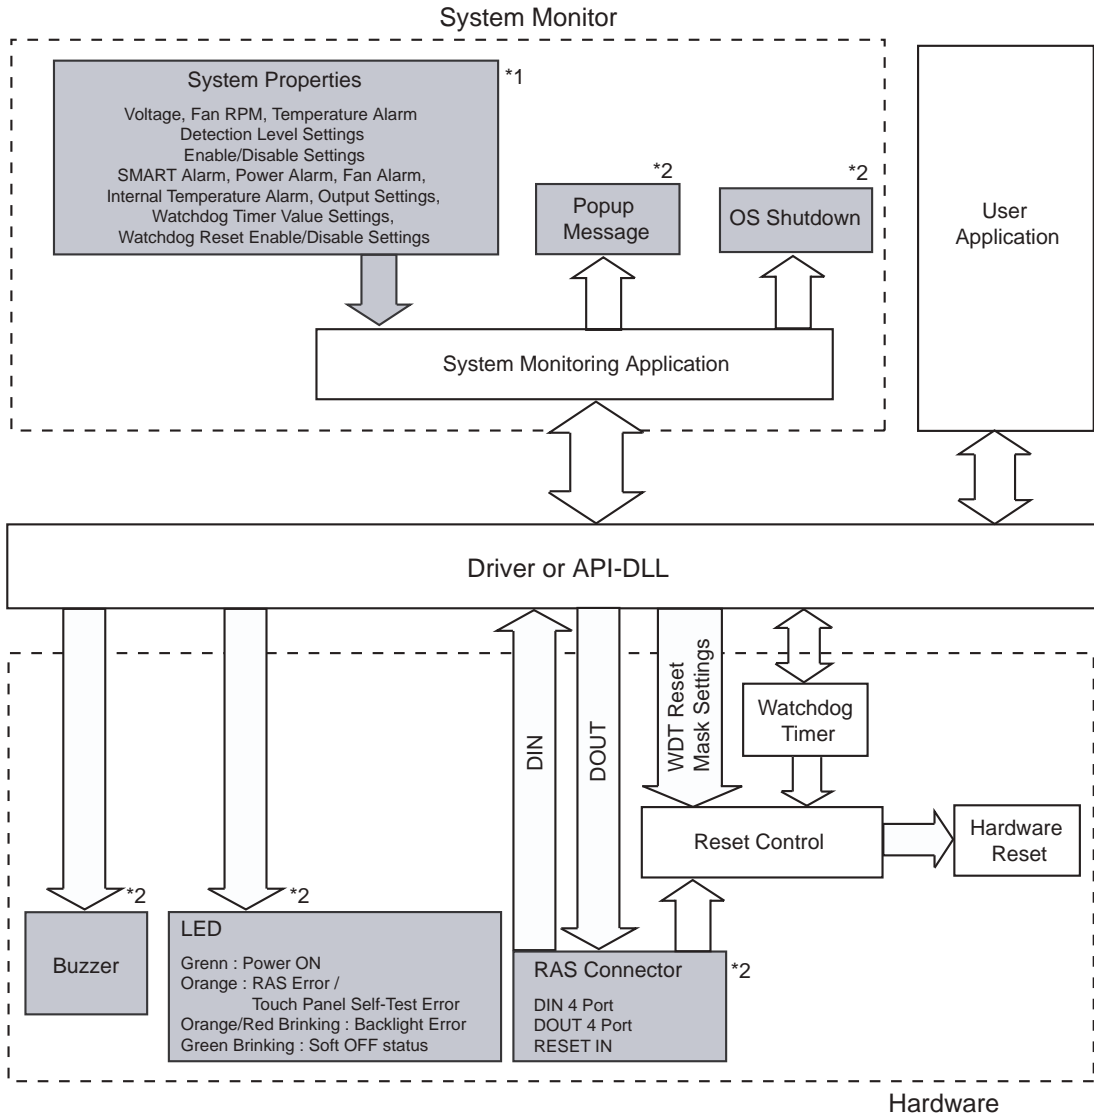 System Monitor
System Properties
*1
Voltage, Fan RPM, Temperature Alarm
Detection Level Settings
Enable/Disable Settings
SMART Alarm, Power Alarm, Fan Alarm,
Internal Temperature Alarm, Output Settings,
Watchdog Timer Value Settings,
Watchdog Reset Enable/Disable Settings
*2
Popup
Message
*2
OS Shutdown
User
Application
System Monitoring Application
Driver or API-DLL
DIN
DOUT
WDT Reset
Mask Settings
Watchdog
Timer
Reset Control
Hardware
Reset
*2
Buzzer
*2
LED
Grenn : Power ON
Orange : RAS Error /
Touch Panel Self-Test Error
Orange/Red Brinking : Backlight Error
Green Brinking : Soft OFF status
RAS Connector
*2
DIN 4 Port
DOUT 4 Port
RESET IN
Hardware